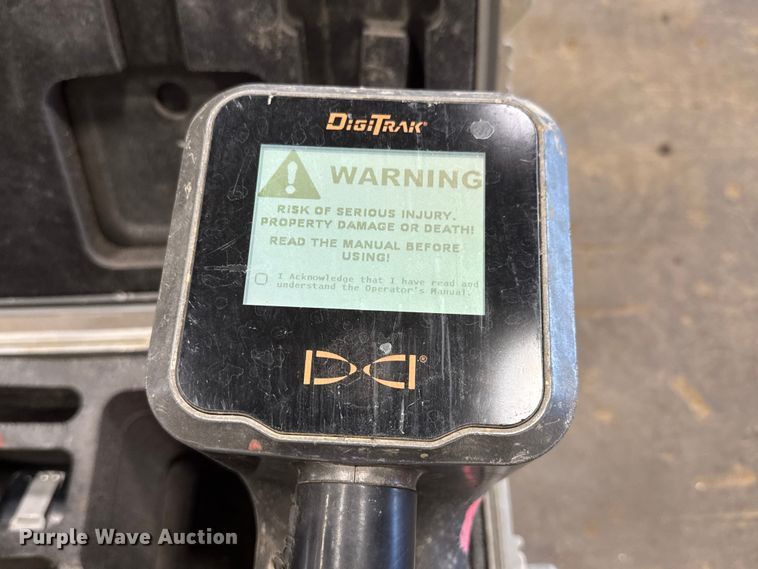 DIGITRAK®
WARNING
RISK OF SERIOUS INJURY.
PROPERTY DAMAGE OR DEATH!
READ THE MANUAL BEFORE
USING!
I Acknowledge that I have read and
understand the Operator's Manual.
DCI®
Purple Wave Auction